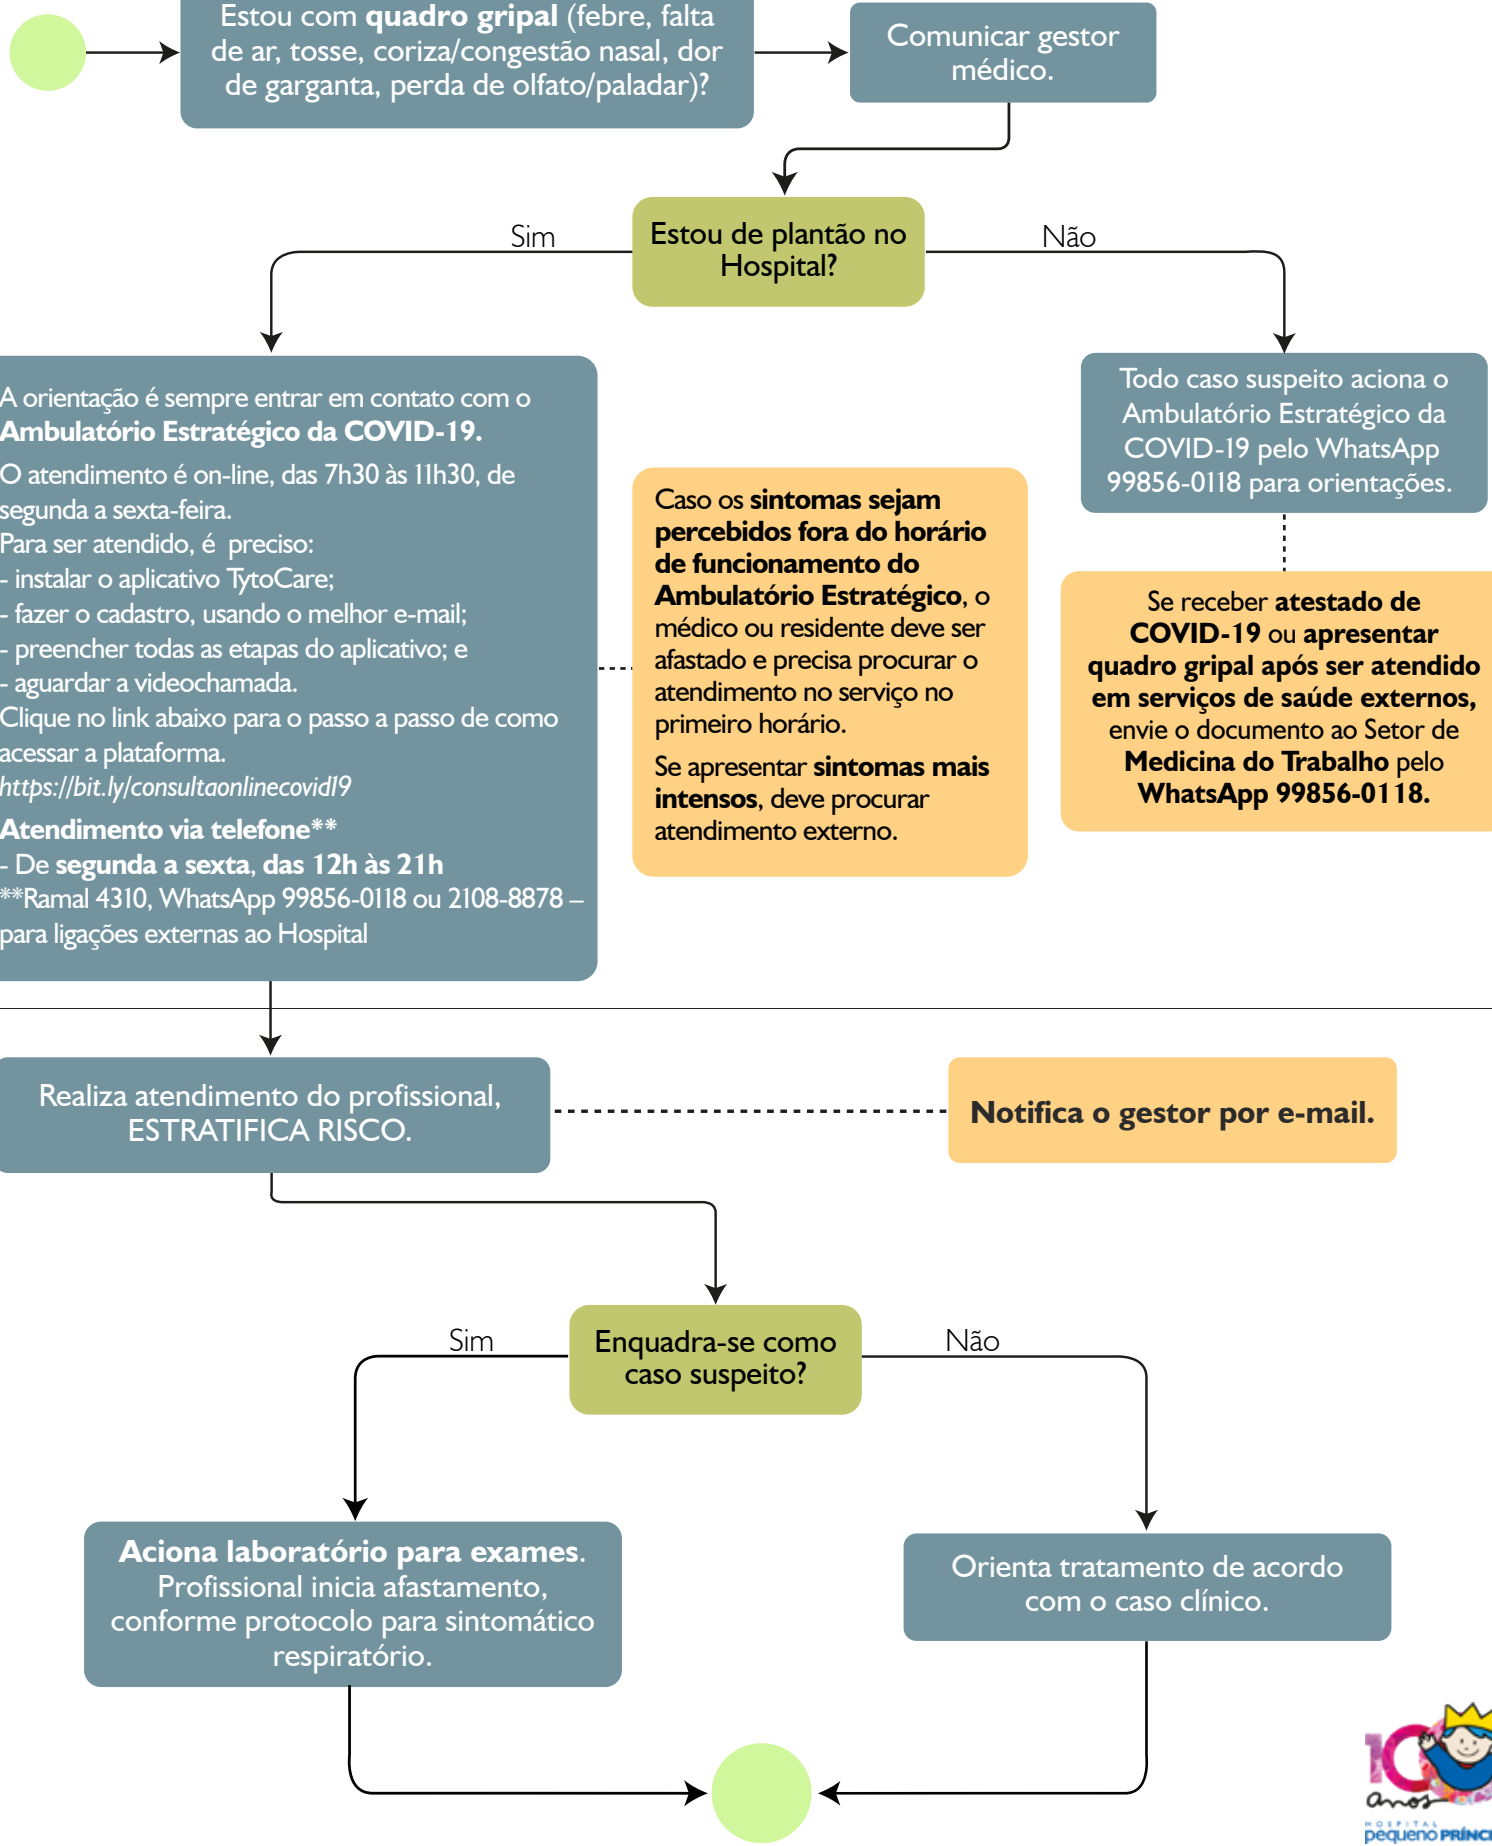 Estou com quadro gripal (febre, falta
de ar, tosse, coriza/congestão nasal, dor
de garganta, perda de olfato/paladar)?
Comunicar gestor
médico.
Estou de plantão no
Hospital?
Sim
Não
A orientação é sempre entrar em contato com o
Ambulatório Estratégico da COVID-19.
O atendimento é on-line, das 7h30 às 11h30, de
segunda a sexta-feira.
Para ser atendido, é preciso:
- instalar o aplicativo TytoCare;
- fazer o cadastro, usando o melhor e-mail;
- preencher todas as etapas do aplicativo; e
- aguardar a videochamada.
Clique no link abaixo para o passo a passo de como
acessar a plataforma.
https://bit.ly/consultaonlinecovid19
Atendimento via telefone**
- De segunda a sexta, das 12h às 21h
**Ramal 4310, WhatsApp 99856-0118 ou 2108-8878 –
para ligações externas ao Hospital
Caso os sintomas sejam
percebidos fora do horário
de funcionamento do
Ambulatório Estratégico, o
médico ou residente deve ser
afastado e precisa procurar o
atendimento no serviço no
primeiro horário.
Se apresentar sintomas mais
intensos, deve procurar
atendimento externo.
Todo caso suspeito aciona o
Ambulatório Estratégico da
COVID-19 pelo WhatsApp
99856-0118 para orientações.
Se receber atestado de
COVID-19 ou apresentar
quadro gripal após ser atendido
em serviços de saúde externos,
envie o documento ao Setor de
Medicina do Trabalho pelo
WhatsApp 99856-0118.
Realiza atendimento do profissional,
ESTRATIFICA RISCO.
Notifica o gestor por e-mail.
Enquadra-se como
caso suspeito?
Sim
Não
Aciona laboratório para exames.
Profissional inicia afastamento,
conforme protocolo para sintomático
respiratório.
Orienta tratamento de acordo
com o caso clínico.
100
anos
HOSPITAL
pequeno PRÍNCI